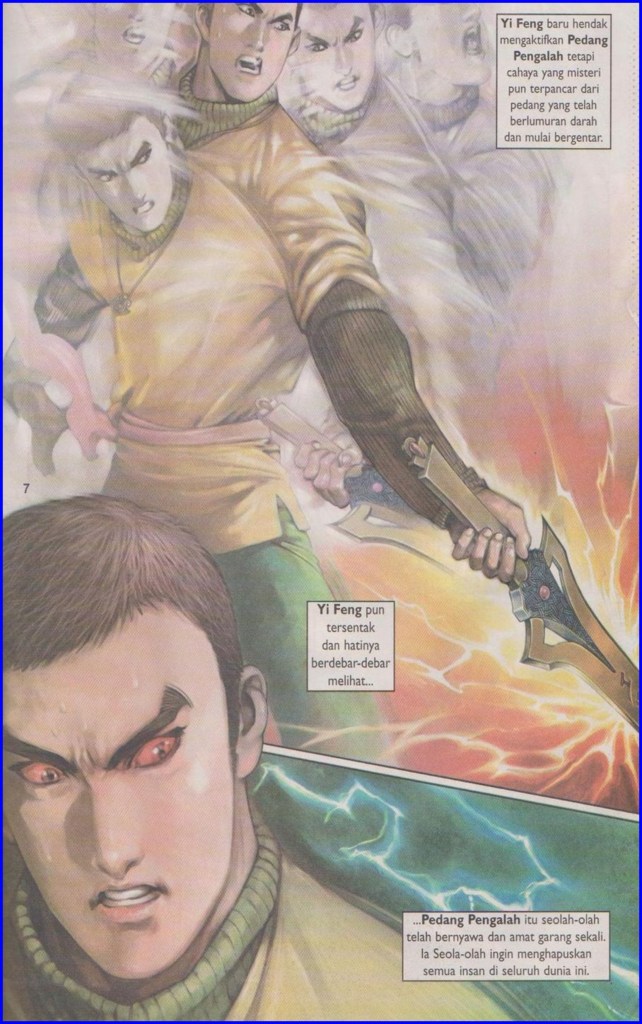 Yi Feng baru hendak
mengaktifkan Pedang
Pengalah tetapi
cahaya yang misteri
pun terpancar dari
pedang yang telah
berlumuran darah
dan mulai bergentar.
7
Yi Feng pun
tersentak
dan hatinya
berdebar-debar
melihat...
...Pedang Pengalah itu seolah-olah
telah bernyawa dan amat garang sekali.
Ia Seola-olah ingin menghapuskan
semua insan di seluruh dunia ini.